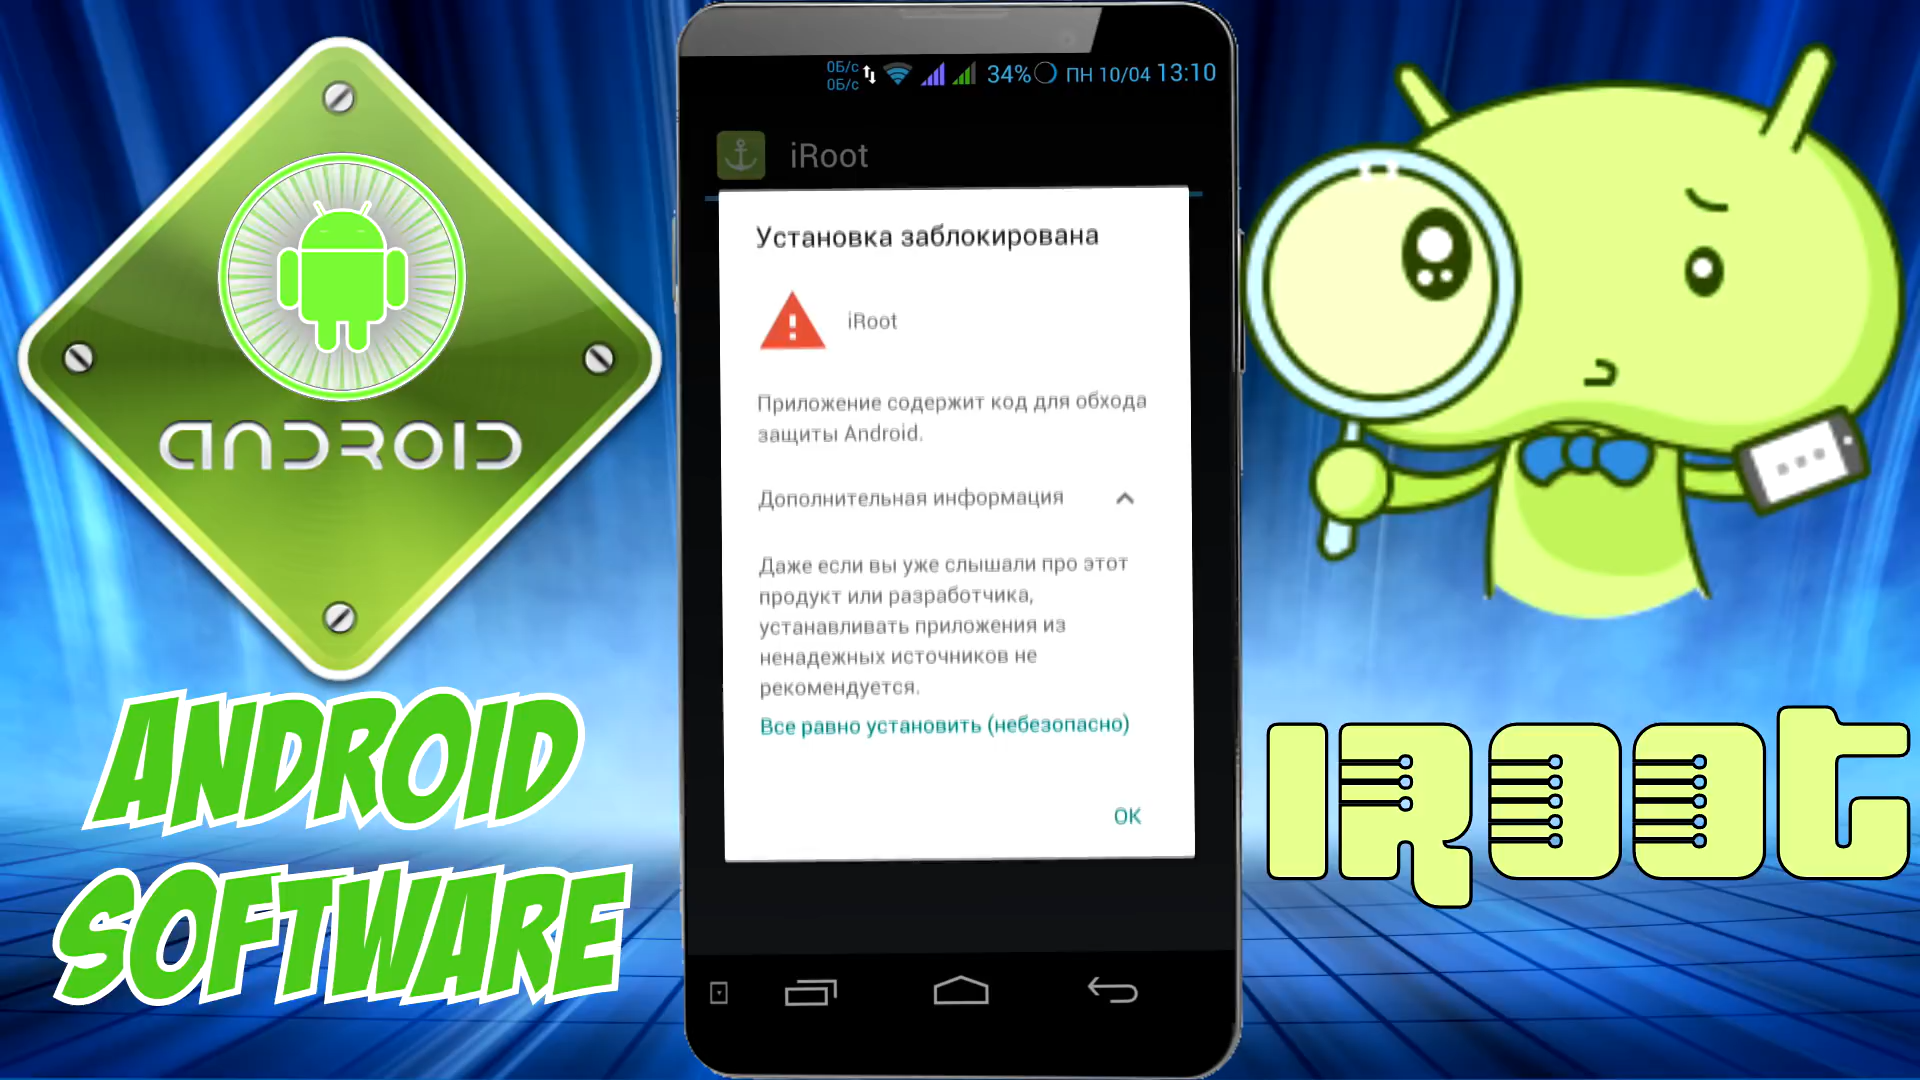 ANDROID
ANDROID
SOFTWARE
0Б/с
0Б/с
34% ПН 10/04 13:10
iRoot
Установка заблокирована
iRoot
Приложение содержит код для обхода
защиты Android.
Дополнительная информация
Даже если вы уже слышали про этот
продукт или разработчика,
устанавливать приложения из
ненадежных источников не
рекомендуется.
Все равно установить (небезопасно)
ОК
IROOT